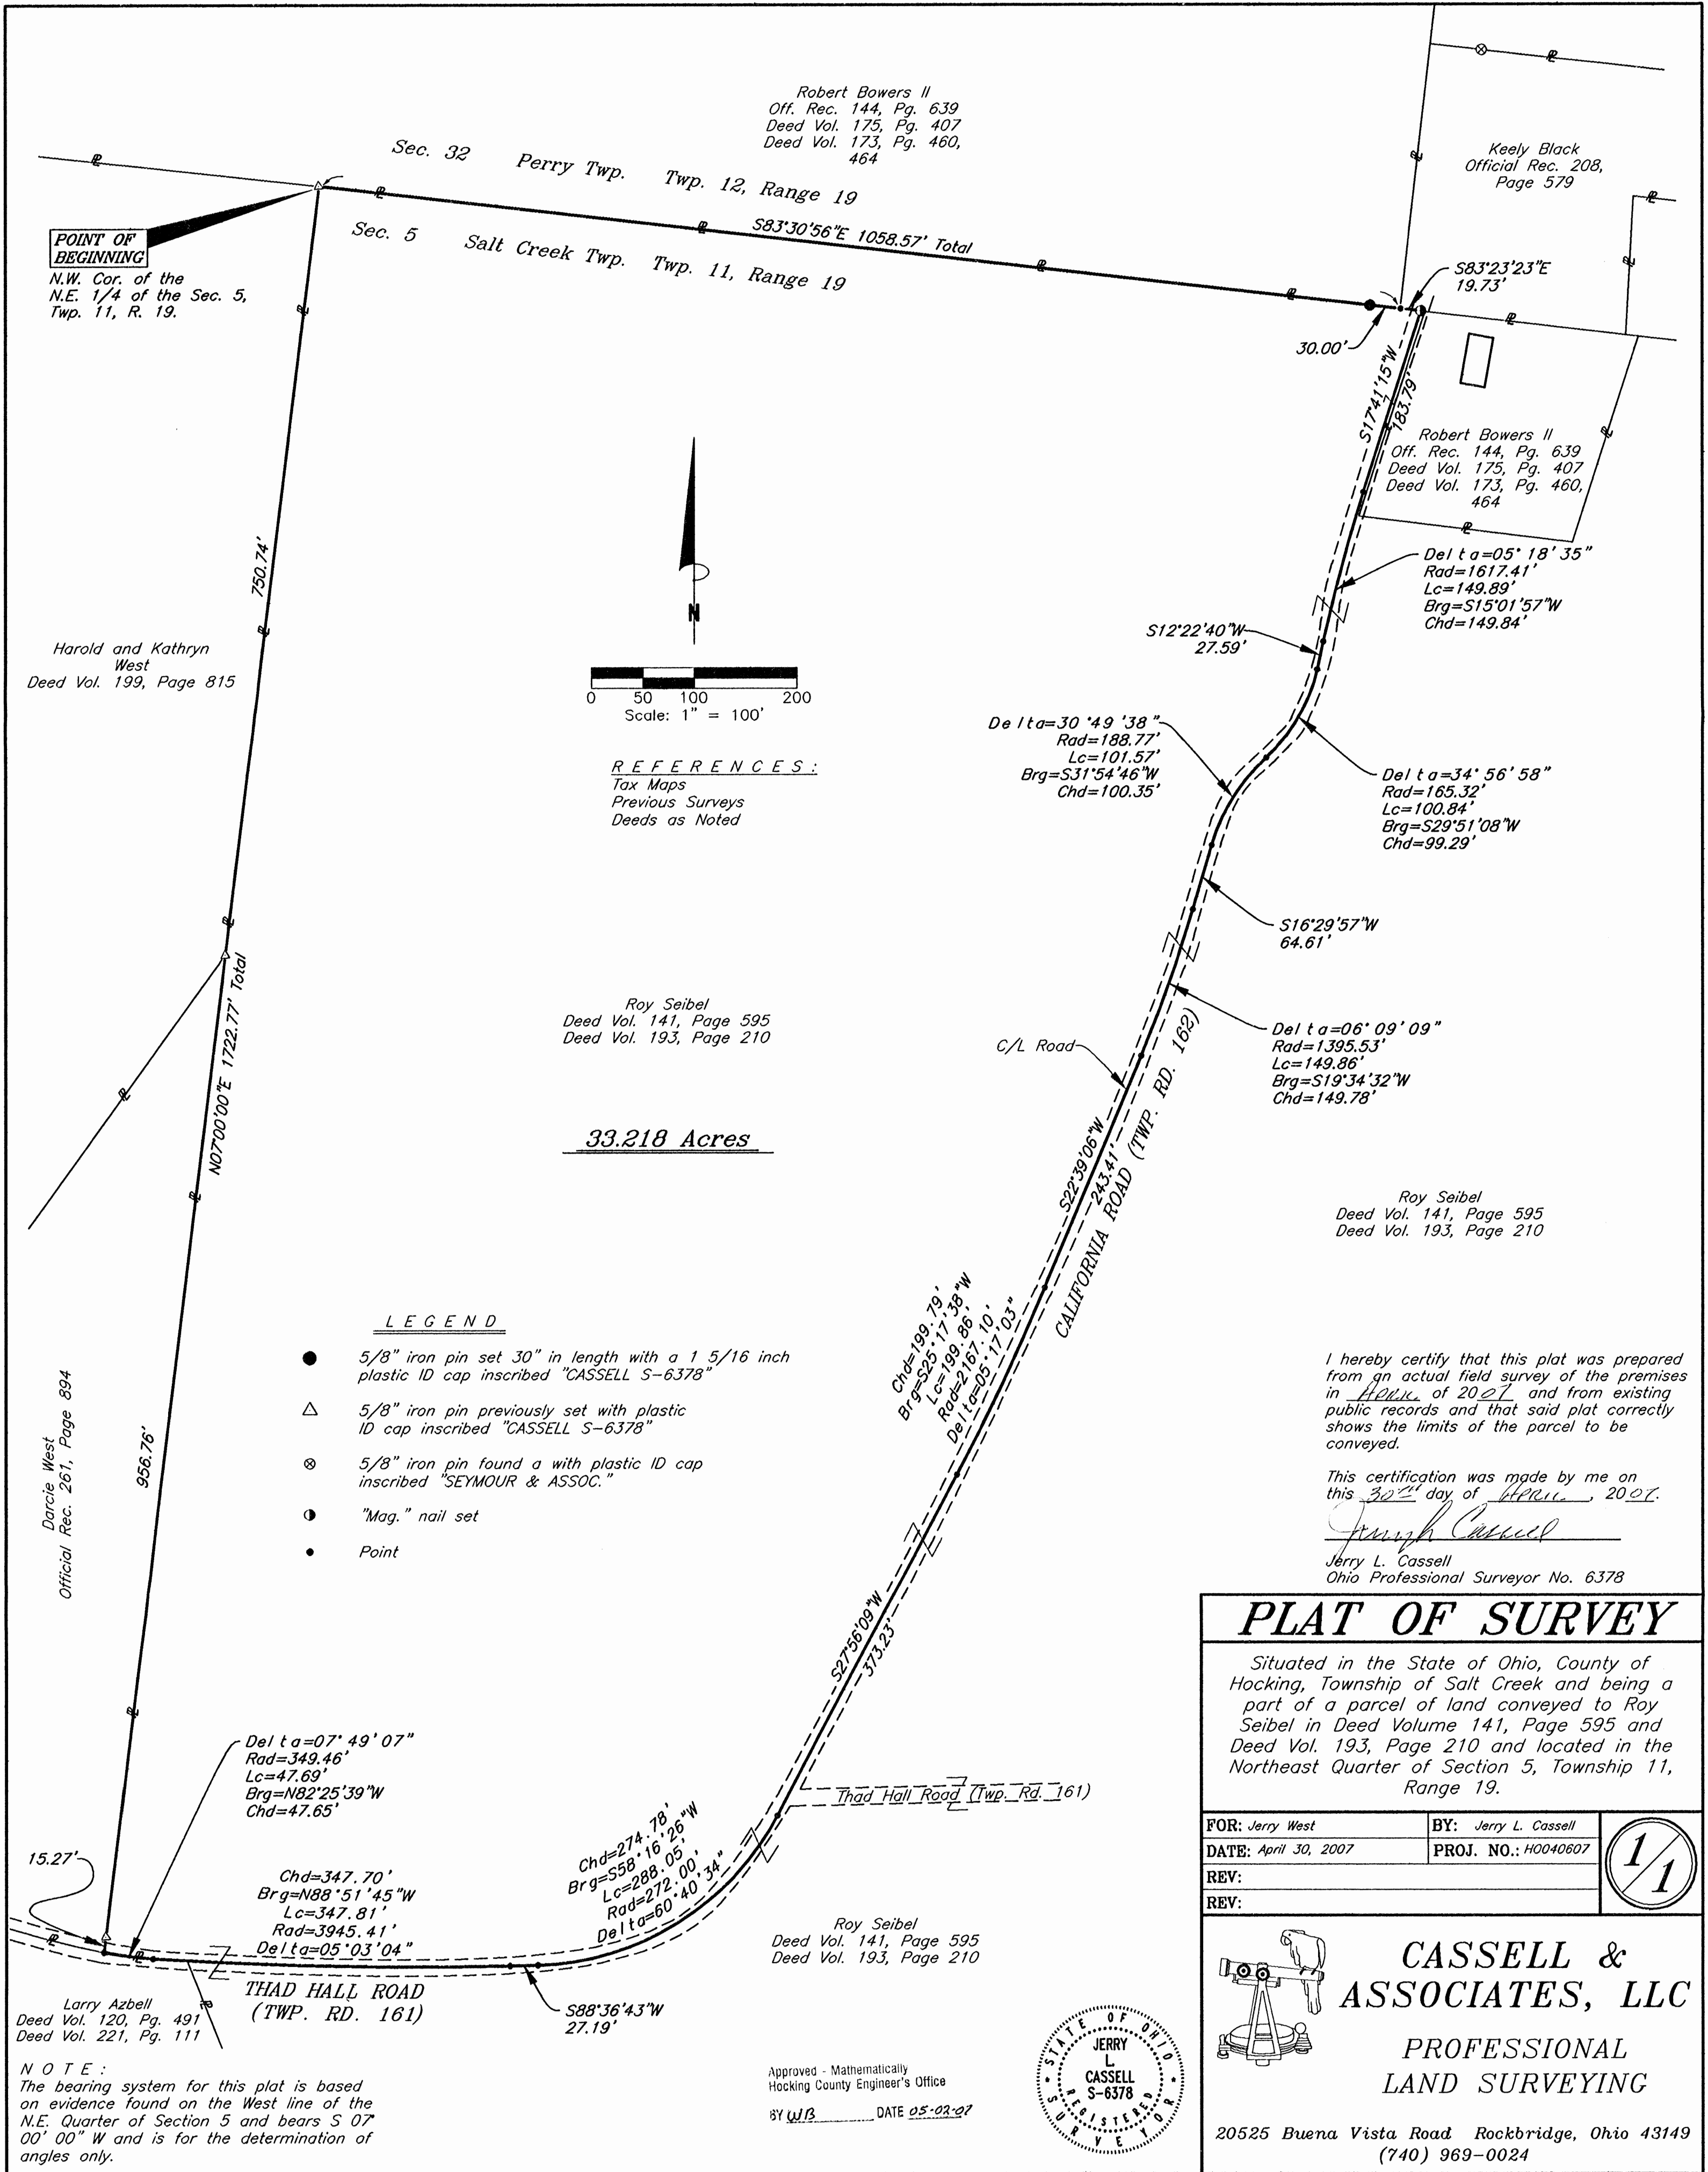 Robert Bowers II
Off. Rec. 144, Pg. 639
Deed Vol. 175, Pg. 407
Deed Vol. 173, Pg. 460,
464
Keely Black
Official Rec. 208,
Page 579
Sec. 32 Perry Twp. Twp. 12, Range 19
S83°30'56"E 1058.57' Total
Sec. 5 Salt Creek Twp. Twp. 11, Range 19
POINT OF
BEGINNING
N.W. Cor. of the
N.E. 1/4 of the Sec. 5,
Twp. 11, R. 19.
S83°23'23"E
19.73'
30.00'
S17°41'15"W
183.79'
Robert Bowers II
Off. Rec. 144, Pg. 639
Deed Vol. 175, Pg. 407
Deed Vol. 173, Pg. 460,
464
Delta=05°18'35"
Rad=1617.41'
Lc=149.89'
Brg=S15°01'57"W
Chd=149.84'
750.74'
N
S12°22'40"W
27.59'
Harold and Kathryn
West
Deed Vol. 199, Page 815
0 50 100 200
Scale: 1" = 100'
Delta=30°49'38"
Rad=188.77'
Lc=101.57'
Brg=S31°54'46"W
Chd=100.35'
REFERENCES:
Tax Maps
Previous Surveys
Deeds as Noted
Delta=34°56'58"
Rad=165.32'
Lc=100.84'
Brg=S29°51'08"W
Chd=99.29'
S16°29'57"W
64.61'
N07°00'00"E 1722.77' Total
Roy Seibel
Deed Vol. 141, Page 595
Deed Vol. 193, Page 210
C/L Road
Delta=06°09'09"
Rad=1395.53'
Lc=149.86'
Brg=S19°34'32"W
Chd=149.78'
33.218 Acres
S22°39'06"W
243.41'
CALIFORNIA ROAD (TWP. RD. 162)
Roy Seibel
Deed Vol. 141, Page 595
Deed Vol. 193, Page 210
Chd=199.79'
Brg=S25°17'38"W
Lc=199.86'
Rad=2167.10'
Delta=05°17'03"
LEGEND
5/8" iron pin set 30" in length with a 1 5/16 inch
plastic ID cap inscribed "CASSELL S-6378"
5/8" iron pin previously set with plastic
ID cap inscribed "CASSELL S-6378"
5/8" iron pin found a with plastic ID cap
inscribed "SEYMOUR & ASSOC."
"Mag." nail set
Point
Darcie West
Official Rec. 261, Page 894
956.76'
I hereby certify that this plat was prepared
from an actual field survey of the premises
in April of 2007 and from existing
public records and that said plat correctly
shows the limits of the parcel to be
conveyed.
This certification was made by me on
this 30th day of April, 2007.
Jerry L. Cassell
Ohio Professional Surveyor No. 6378
S27°56'09"W
373.23'
Thad Hall Road (Twp. Rd. 161)
Delta=07°49'07"
Rad=349.46'
Lc=47.69'
Brg=N82°25'39"W
Chd=47.65'
15.27'
Chd=347.70'
Brg=N88°51'45"W
Lc=347.81'
Rad=3945.41'
Delta=05°03'04"
Chd=274.78'
Brg=S58°16'26"W
Lc=288.05'
Rad=272.00'
Delta=60°40'34"
THAD HALL ROAD
(TWP. RD. 161)
S88°36'43"W
27.19'
Roy Seibel
Deed Vol. 141, Page 595
Deed Vol. 193, Page 210
Larry Azbell
Deed Vol. 120, Pg. 491
Deed Vol. 221, Pg. 111
NOTE:
The bearing system for this plat is based
on evidence found on the West line of the
N.E. Quarter of Section 5 and bears S 07°
00' 00" W and is for the determination of
angles only.
Approved - Mathematically
Hocking County Engineer's Office
BY WB DATE 05-02-07
STATE OF OHIO
JERRY
L.
CASSELL
S-6378
REGISTERED
SURVEYOR
PLAT OF SURVEY
Situated in the State of Ohio, County of
Hocking, Township of Salt Creek and being a
part of a parcel of land conveyed to Roy
Seibel in Deed Volume 141, Page 595 and
Deed Vol. 193, Page 210 and located in the
Northeast Quarter of Section 5, Township 11,
Range 19.
FOR: Jerry West BY: Jerry L. Cassell
DATE: April 30, 2007 PROJ. NO.: H0040607
REV:
REV:
1/1
CASSELL &
ASSOCIATES, LLC
PROFESSIONAL
LAND SURVEYING
20525 Buena Vista Road Rockbridge, Ohio 43149
(740) 969-0024